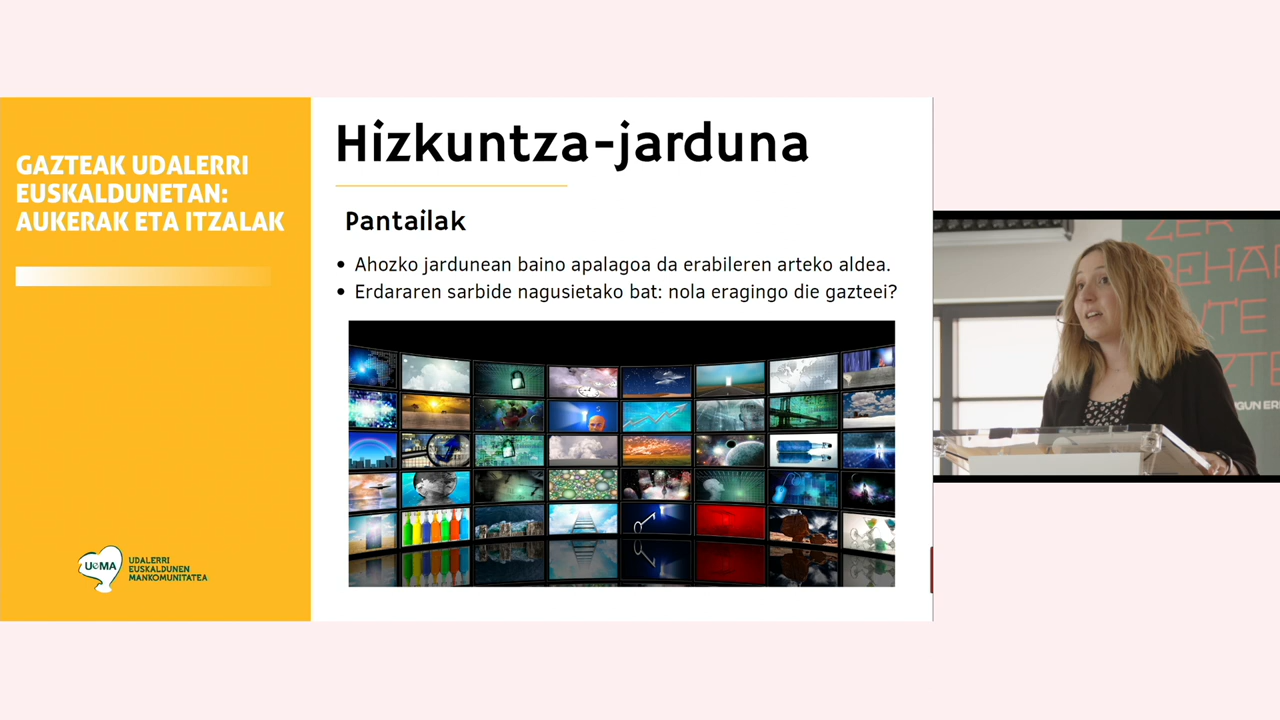 GAZTEAK UDALERRI
EUSKALDUNETAN:
AUKERAK ETA ITZALAK
UEMA
UDALERRI
EUSKALDUNEN
MANKOMUNITATEA
Hizkuntza-jarduna
Pantailak
• Ahozko jardunean baino apalagoa da erabileren arteko aldea.
• Erdararen sarbide nagusietako bat: nola eragingo die gazteei?
ZER